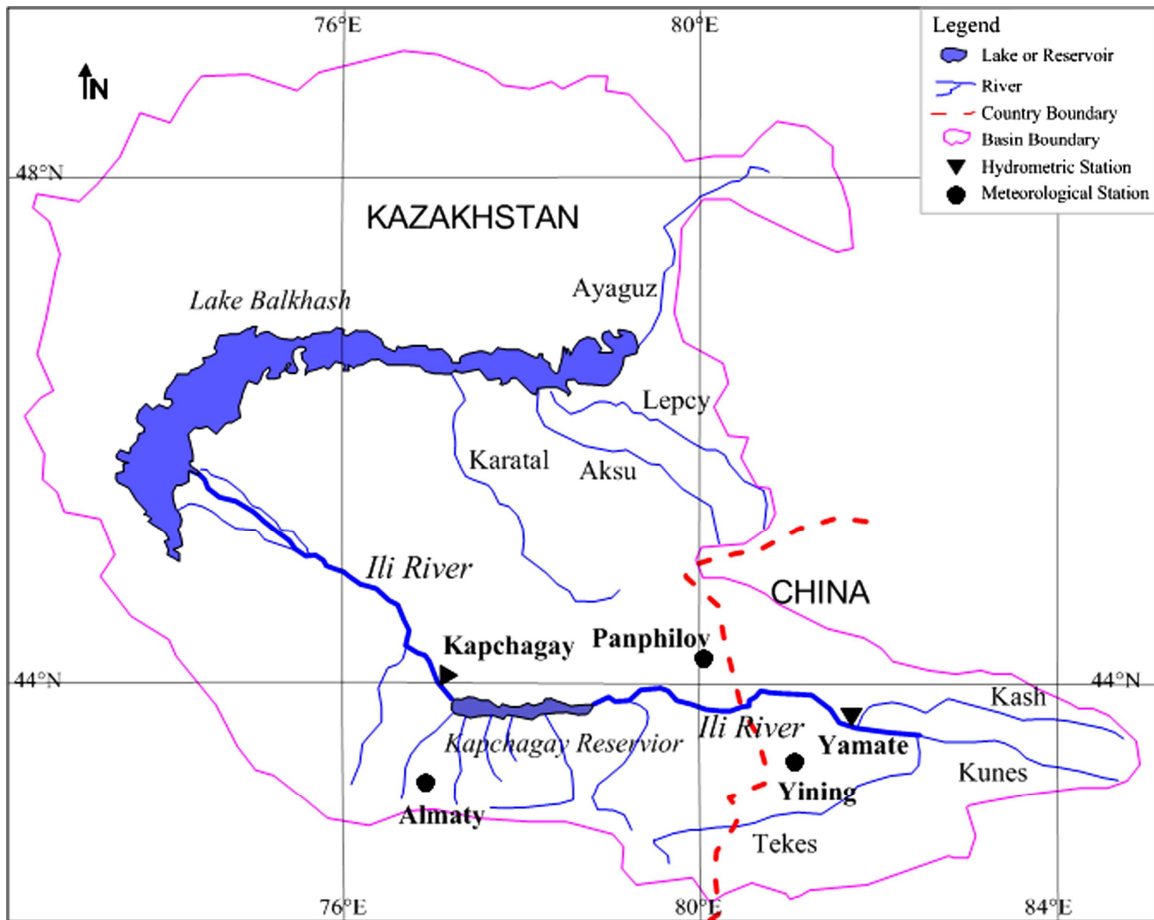 76°E
80°E
Legend
Lake or Reservoir
River
Country Boundary
Basin Boundary
Hydrometric Station
Meteorological Station
N
48°N
KAZAKHSTAN
Ayaguz
Lake Balkhash
Lepcy
Karatal
Aksu
Ili River
CHINA
Panphilov
Kapchagay
44°N
44°N
Kash
Ili River
Kapchagay Reservior
Yamate
Kunes
Yining
Almaty
Tekes
76°E
80°E
84°E